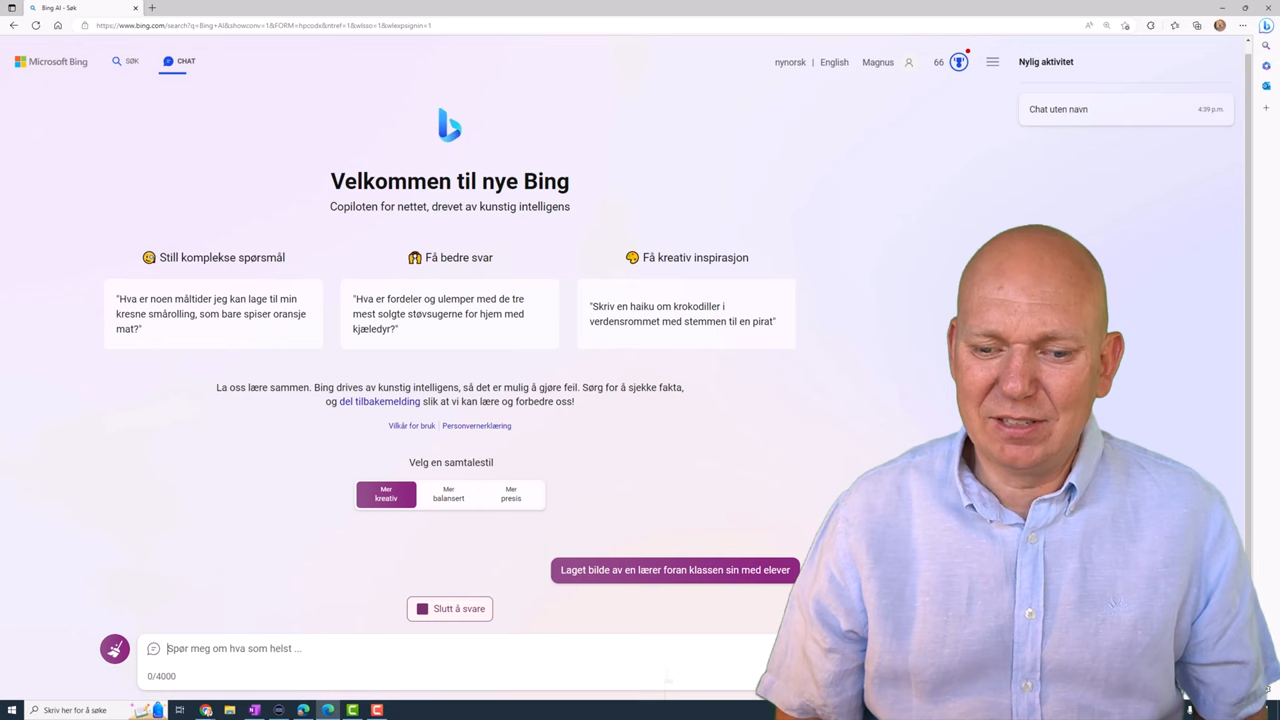 Bing AI - Søk
https://www.bing.com/search?q=Bing+AI&showconv=1&FORM=hpcodx&ntref=1&wlsso=1&wlexpsignin=1
Microsoft Bing
SØK
CHAT
nynorsk | English
Magnus
66
Nylig aktivitet
Chat uten navn
4:39 p.m.
Velkommen til nye Bing
Copiloten for nettet, drevet av kunstig intelligens
Still komplekse spørsmål
"Hva er noen måltider jeg kan lage til min
kresne smårolling, som bare spiser oransje
mat?"
Få bedre svar
"Hva er fordeler og ulemper med de tre
mest solgte støvsugerne for hjem med
kjæledyr?"
Få kreativ inspirasjon
"Skriv en haiku om krokodiller i
verdensrommet med stemmen til en pirat"
La oss lære sammen. Bing drives av kunstig intelligens, så det er mulig å gjøre feil. Sørg for å sjekke fakta,
og del tilbakemelding slik at vi kan lære og forbedre oss!
Vilkår for bruk | Personvernerklæring
Velg en samtalestil
Mer
kreativ
Mer
balansert
Mer
presis
Laget bilde av en lærer foran klassen sin med elever
Slutt å svare
Spør meg om hva som helst ...
0/4000
Skriv her for å søke